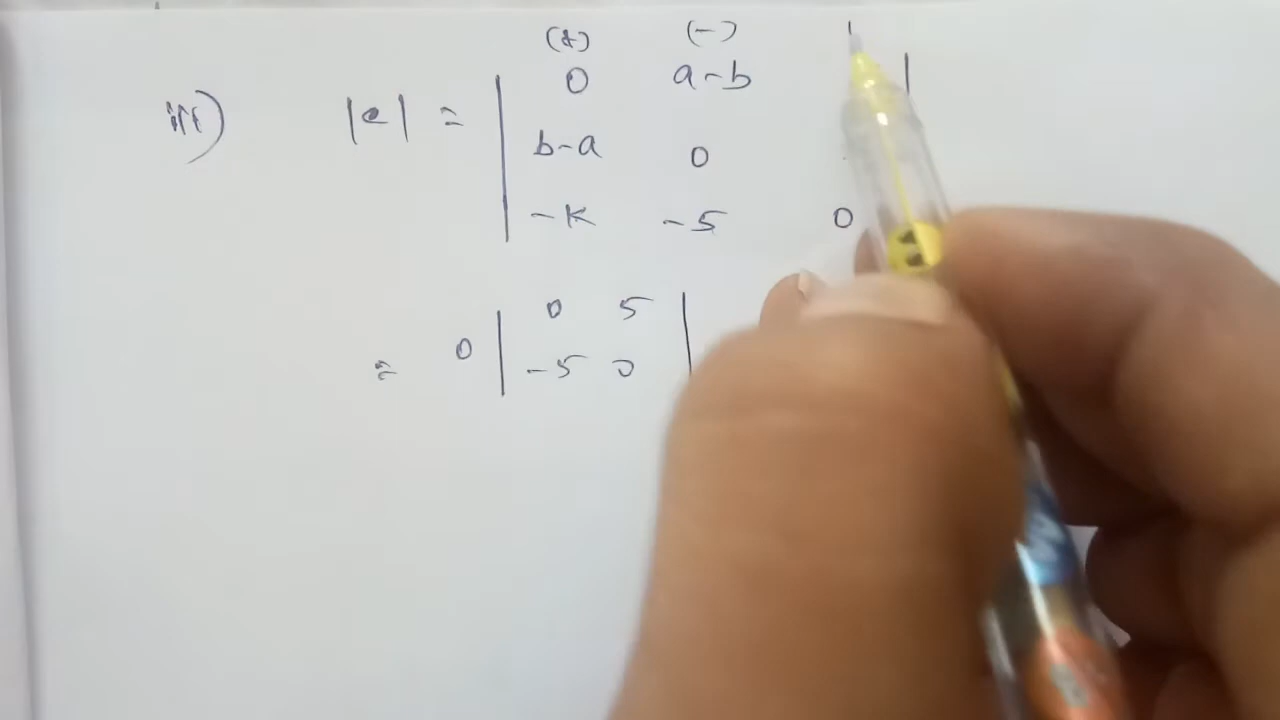 (+) (-)
iii) |e| = | 0 a-b |
b-a 0
-k -5 0
= 0 | 0 5 |
-5 0